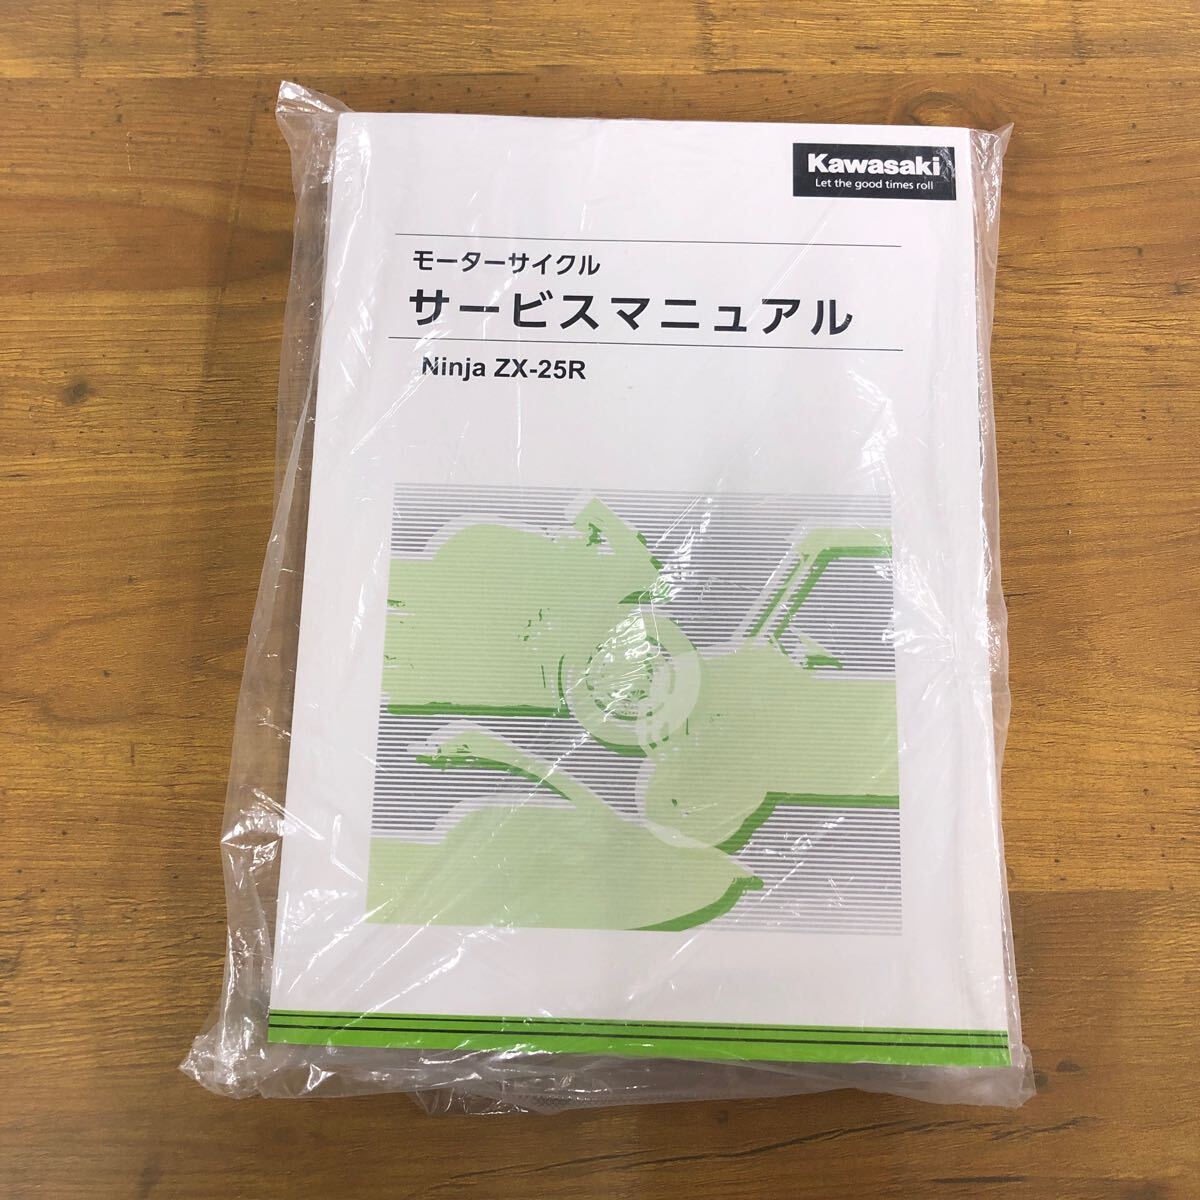 Kawasaki
Let the good times roll
モーターサイクル
サービスマニュアル
Ninja ZX-25R